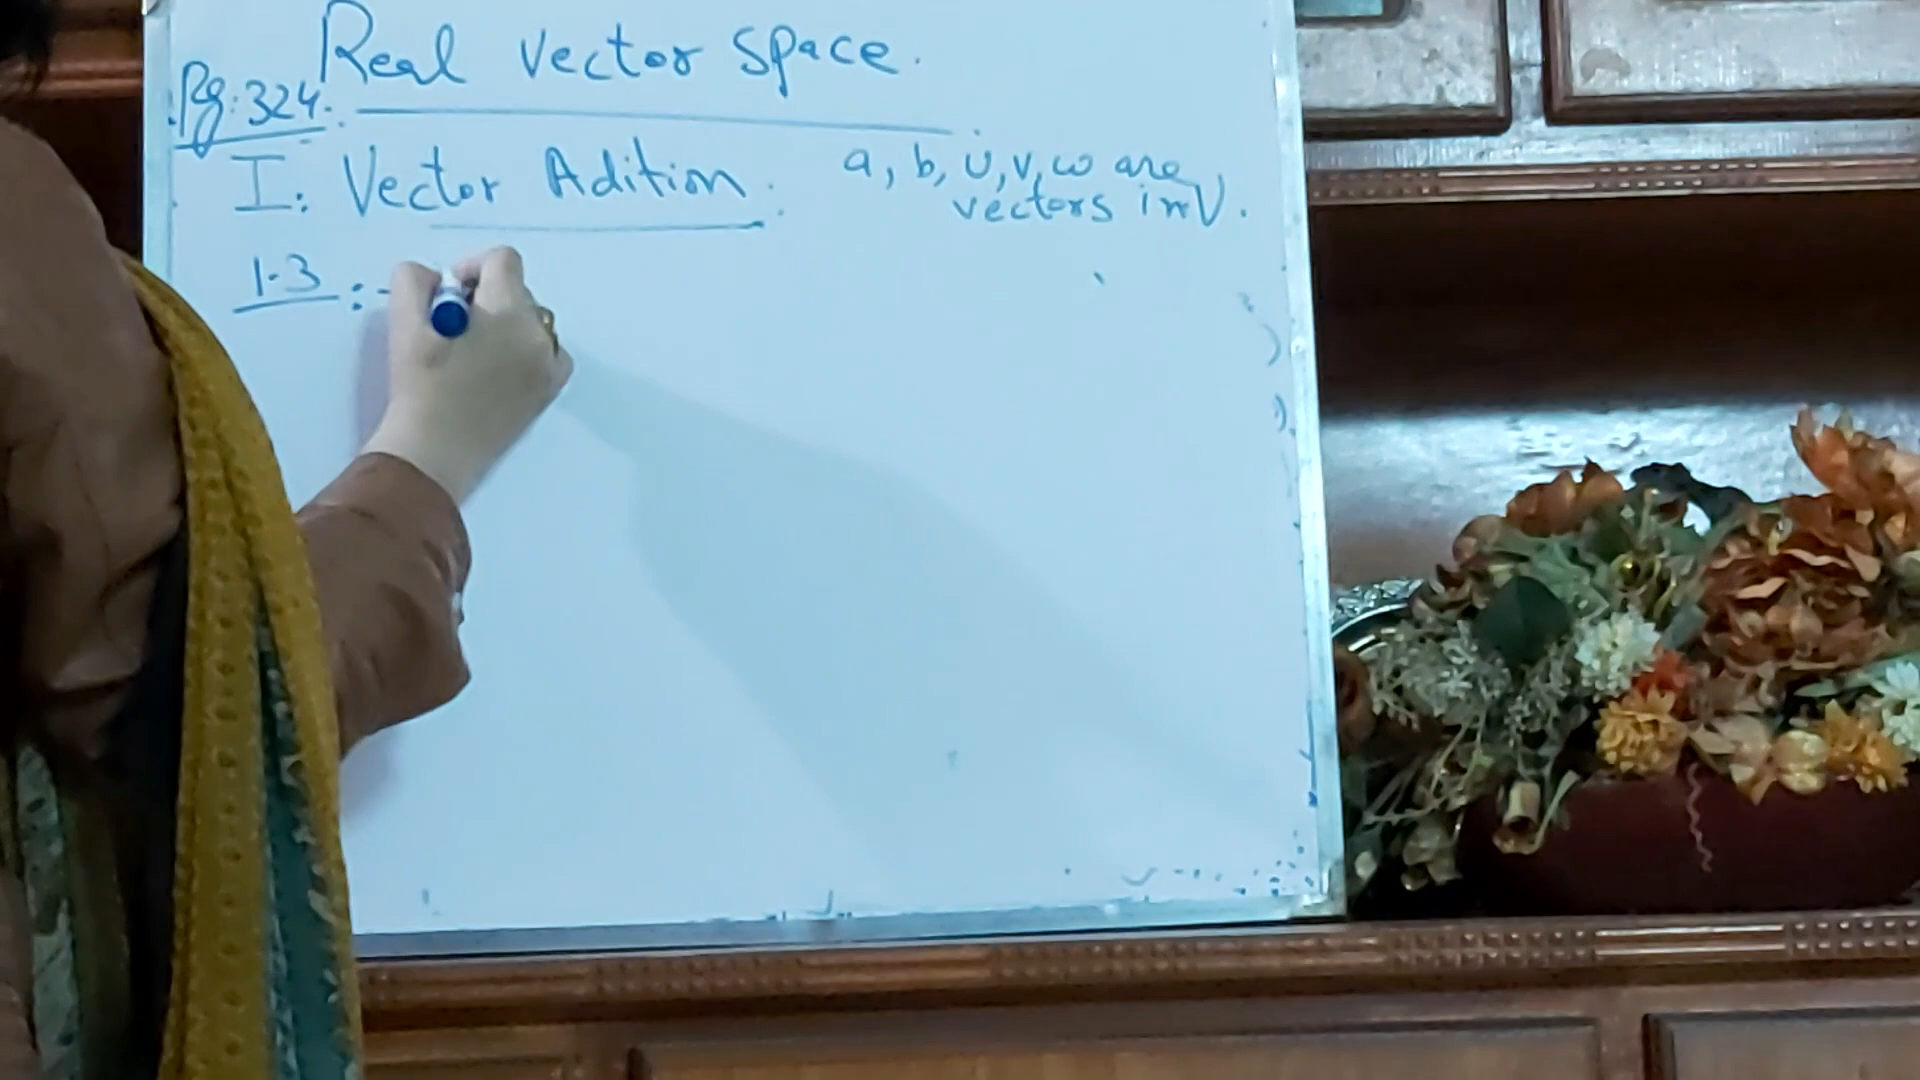 Real Vector Space.
Pg: 324.
I: Vector Adition:
a, b, u, v, w are
vectors in V.
1.3 :-